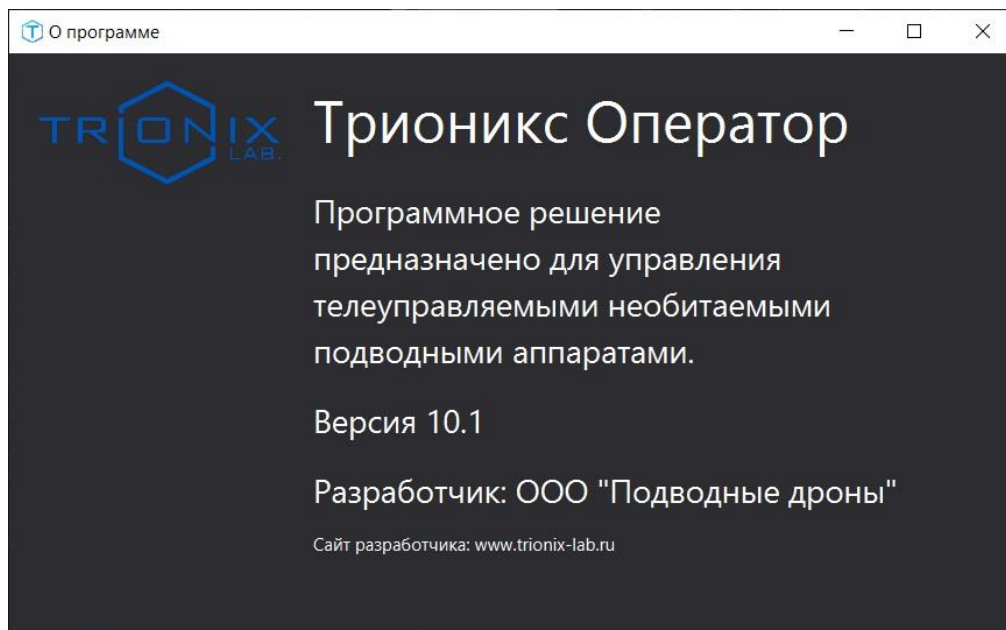 О программе
TRIONIX
LAB.
Трионикс Оператор
Программное решение
предназначено для управления
телеуправляемыми необитаемыми
подводными аппаратами.
Версия 10.1
Разработчик: ООО "Подводные дроны"
Сайт разработчика: www.trionix-lab.ru